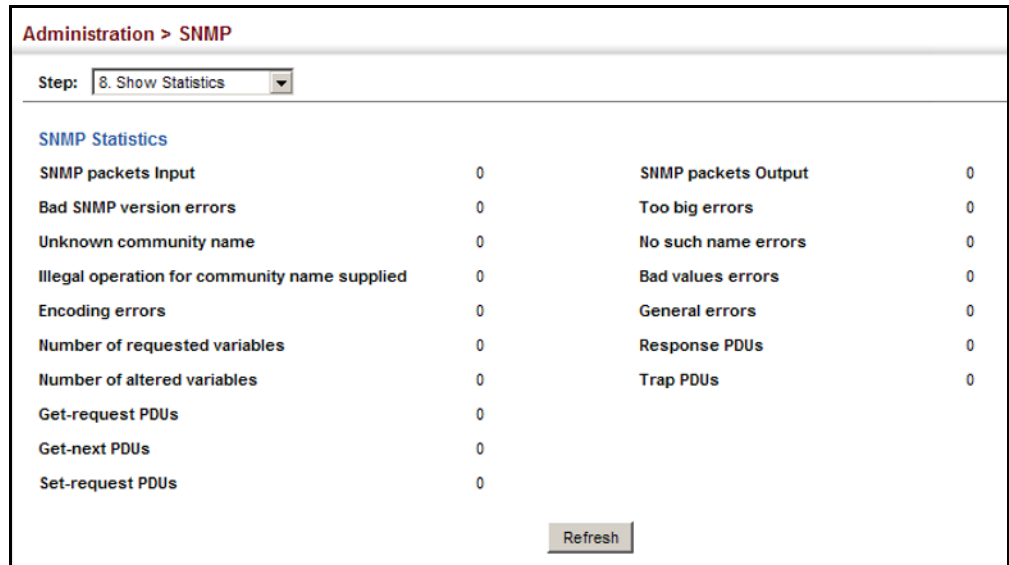 Administration > SNMP
Step: 8. Show Statistics
SNMP Statistics
SNMP packets Input 0 SNMP packets Output 0
Bad SNMP version errors 0 Too big errors 0
Unknown community name 0 No such name errors 0
Illegal operation for community name supplied 0 Bad values errors 0
Encoding errors 0 General errors 0
Number of requested variables 0 Response PDUs 0
Number of altered variables 0 Trap PDUs 0
Get-request PDUs 0
Get-next PDUs 0
Set-request PDUs 0
Refresh